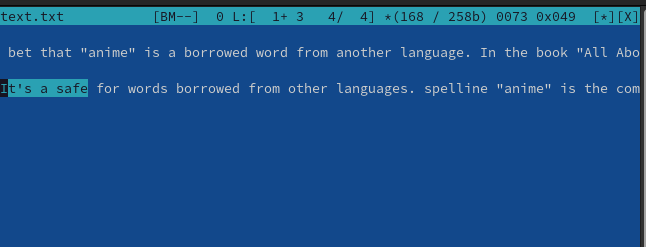 text.txt [BM--] 0 L:[ 1+ 3 4/ 4] *(168 / 258b) 0073 0x049 [*][X]
bet that "anime" is a borrowed word from another language. In the book "All Abo
It's a safe for words borrowed from other languages. spelline "anime" is the com